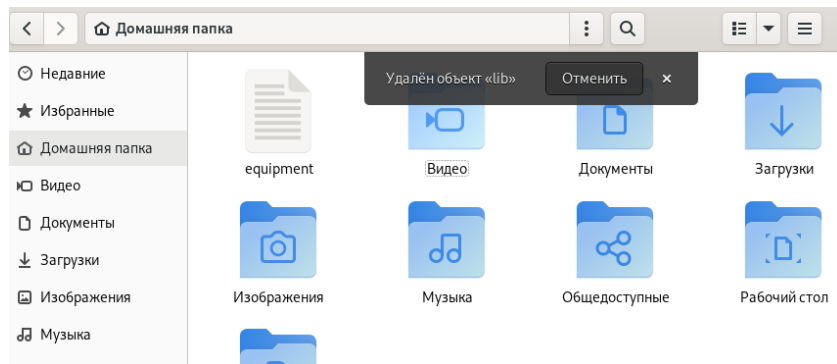 Домашняя папка
Недавние
Избранные
Домашняя папка
Видео
Документы
Загрузки
Изображения
Музыка
Удалён объект «lib» Отменить
equipment Видео Документы Загрузки
Изображения Музыка Общедоступные Рабочий стол